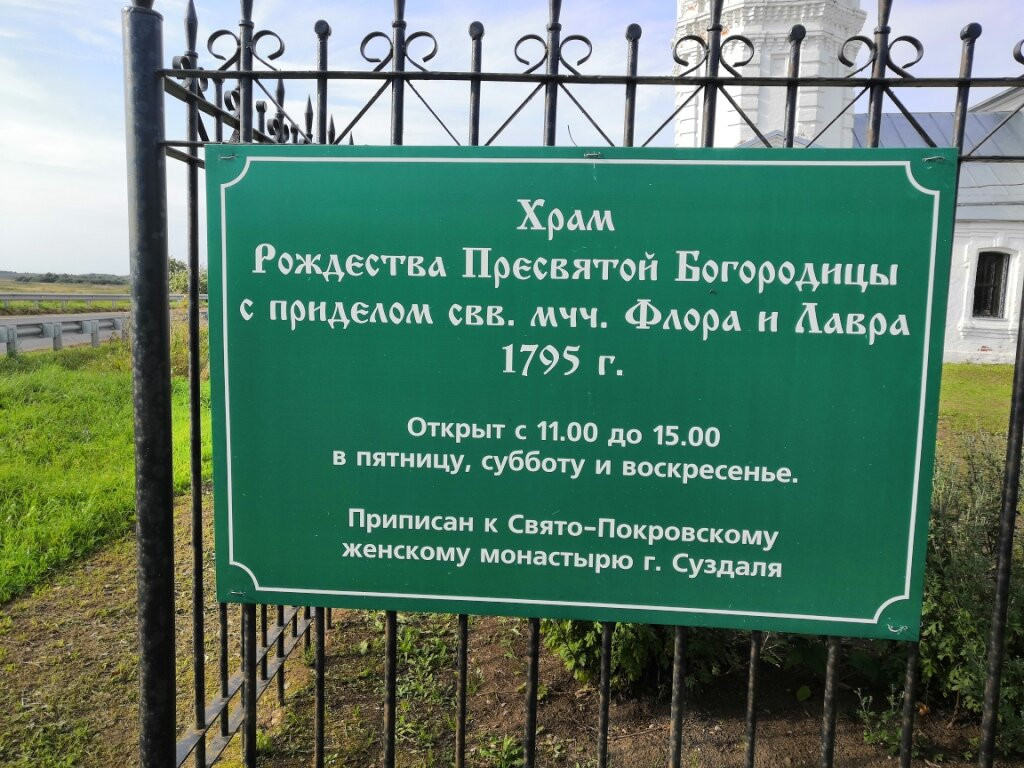 Храм
Рождества Пресвятой Богородицы
с приделом свв. мчч. Флора и Лавра
1795 г.
Открыт с 11.00 до 15.00
в пятницу, субботу и воскресенье.
Приписан к Свято-Покровскому
женскому монастырю г. Суздаля